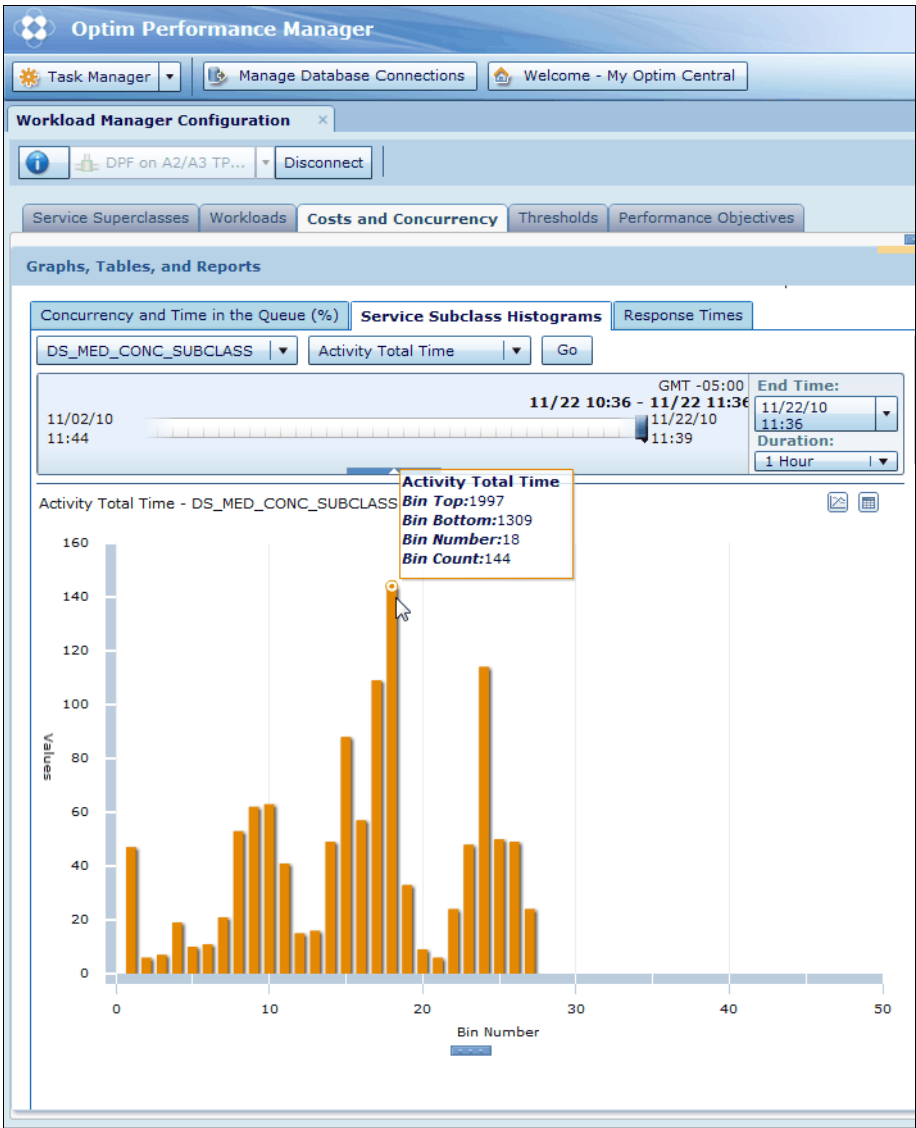 Optim Performance Manager
Task Manager
Manage Database Connections
Welcome - My Optim Central
Workload Manager Configuration ×
DPF on A2/A3 TP...
Disconnect
Service Superclasses
Workloads
Costs and Concurrency
Thresholds
Performance Objectives
Graphs, Tables, and Reports
Concurrency and Time in the Queue (%)
Service Subclass Histograms
Response Times
DS_MED_CONC_SUBCLASS
Activity Total Time
Go
GMT -05:00
11/22 10:36 - 11/22 11:36
11/02/10
11:44
11/22/10
11:39
End Time:
11/22/10
11:36
Duration:
1 Hour
Activity Total Time - DS_MED_CONC_SUBCLASS
Activity Total Time
Bin Top:1997
Bin Bottom:1309
Bin Number:18
Bin Count:144
160
140
120
100
80
60
40
20
0
Values
0 10 20 30 40 50
Bin Number